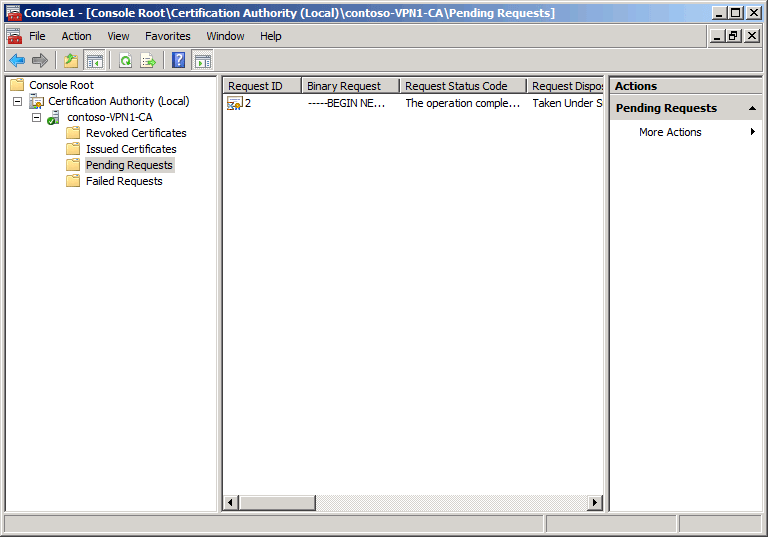 Console1 - [Console Root\Certification Authority (Local)\contoso-VPN1-CA\Pending Requests]
File Action View Favorites Window Help
Console Root
Certification Authority (Local)
contoso-VPN1-CA
Revoked Certificates
Issued Certificates
Pending Requests
Failed Requests
Request ID Binary Request Request Status Code Request Dispos
2 -----BEGIN NE... The operation comple... Taken Under S
Actions
Pending Requests
More Actions